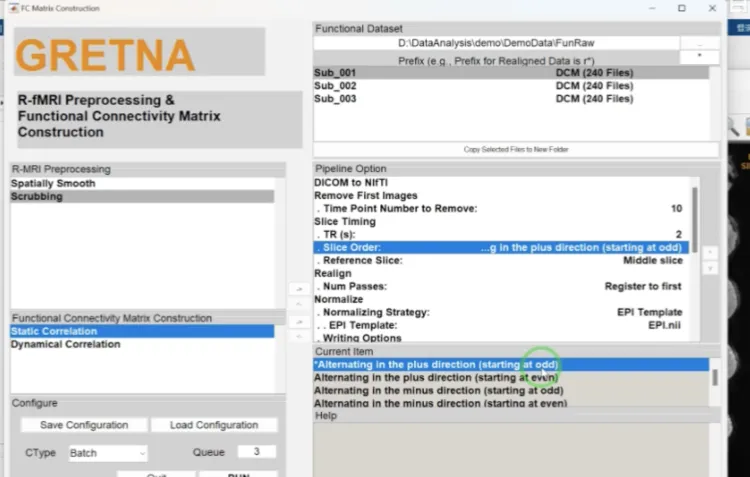 FC Matrix Construction
GRETNA
R-fMRI Preprocessing &
Functional Connectivity Matrix
Construction
R-MRI Preprocessing
Spatially Smooth
Scrubbing
Functional Connectivity Matrix Construction
Static Correlation
Dynamical Correlation
Configure
Save Configuration Load Configuration
CType Batch Queue 3
Quit RUN
Functional Dataset
D:\DataAnalysis\demo\DemoData\FunRaw ..
Prefix (e.g., Prefix for Realigned Data is r*) *
Sub_001 DCM (240 Files)
Sub_002 DCM (240 Files)
Sub_003 DCM (240 Files)
Copy Selected Files to New Folder
Pipeline Option
DICOM to NIfTI
Remove First Images
. Time Point Number to Remove: 10
Slice Timing
. TR (s): 2
. Slice Order: ...g in the plus direction (starting at odd)
. Reference Slice: Middle slice
Realign
. Num Passes: Register to first
Normalize
. Normalizing Strategy: EPI Template
. . EPI Template: EPI.nii
. Writing Options
Current Item
*Alternating in the plus direction (starting at odd)
Alternating in the plus direction (starting at even)
Alternating in the minus direction (starting at odd)
Alternating in the minus direction (starting at even)
Help